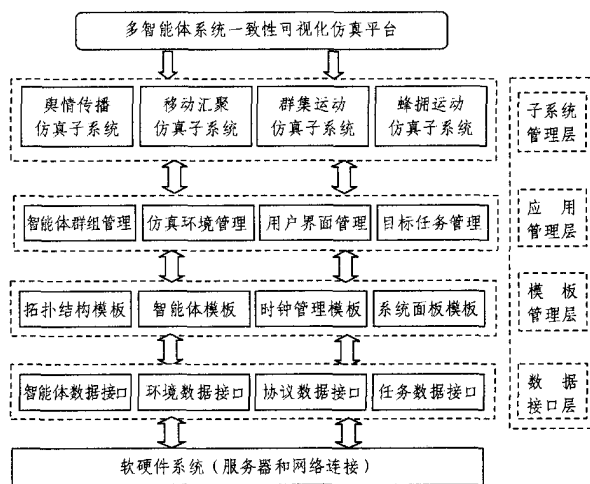 多智能体系统一致性可视化仿真平台
舆情传播
仿真子系统
移动汇聚
仿真子系统
群集运动
仿真子系统
蜂拥运动
仿真子系统
子系统
管理层
智能体群组管理
仿真环境管理
用户界面管理
目标任务管理
应用
管理层
拓扑结构模板
智能体模板
时钟管理模板
系统面板模板
模板
管理层
智能体数据接口
环境数据接口
协议数据接口
任务数据接口
数据
接口层
软硬件系统(服务器和网络连接)